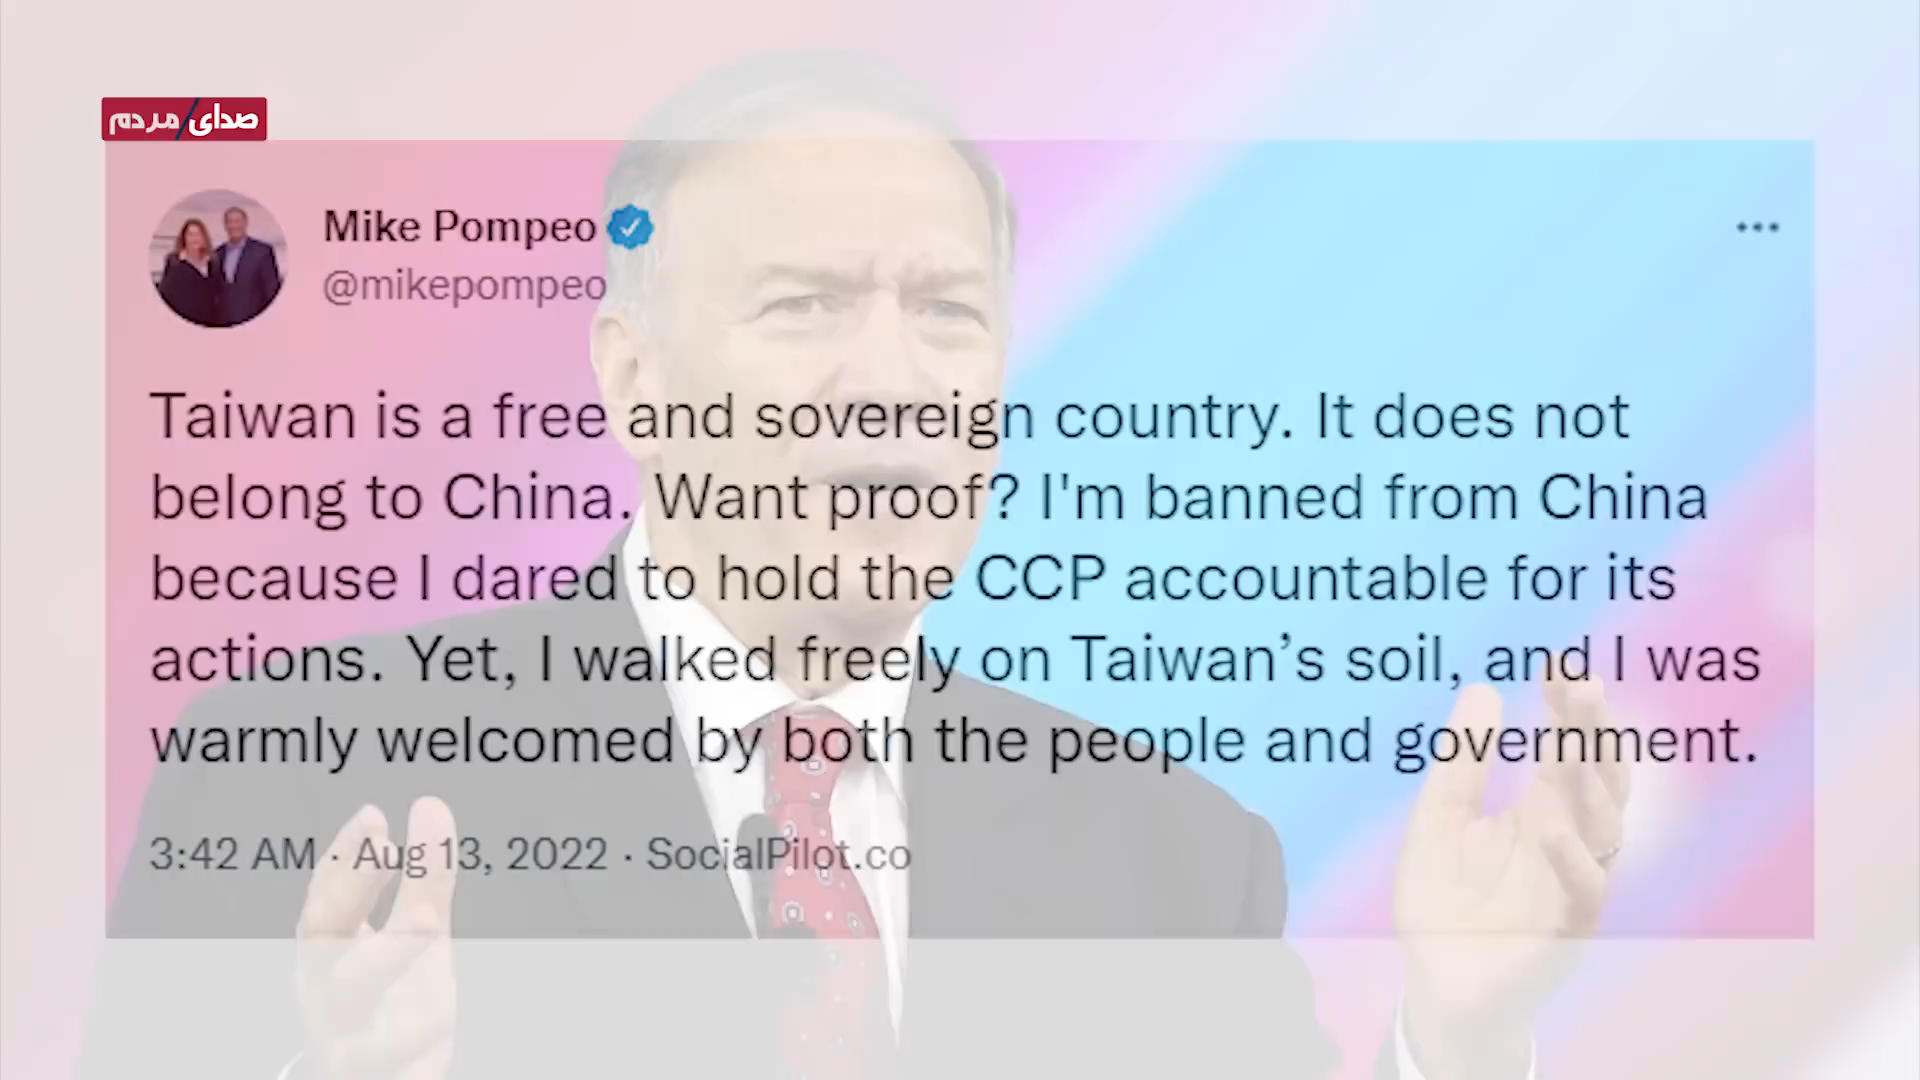 صدای/مردم
Mike Pompeo
@mikepompeo
Taiwan is a free and sovereign country. It does not
belong to China. Want proof? I'm banned from China
because I dared to hold the CCP accountable for its
actions. Yet, I walked freely on Taiwan’s soil, and I was
warmly welcomed by both the people and government.
3:42 AM · Aug 13, 2022 · SocialPilot.co